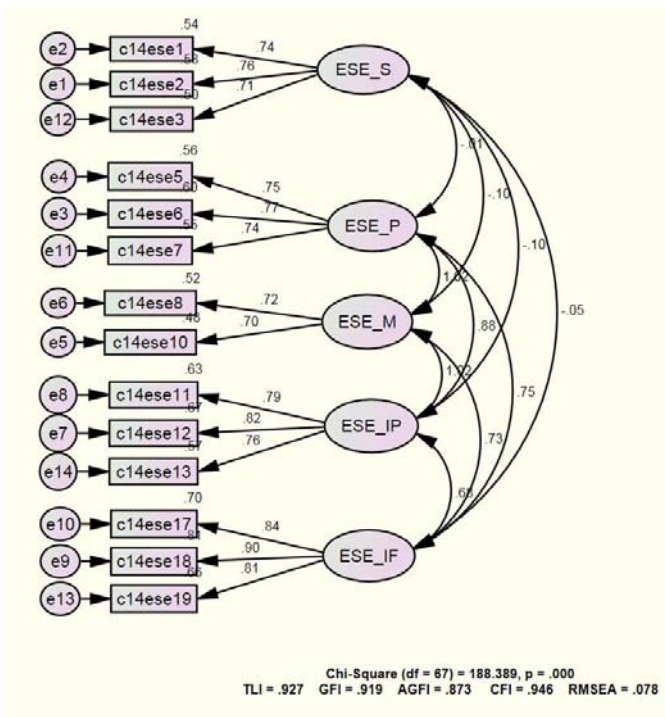 .54
e2 c14ese1 .74
.58
e1 c14ese2 .76 ESE_S
.50
e12 c14ese3 .71
-.01
.56
e4 c14ese5 .75 -.10
.60
e3 c14ese6 .77 ESE_P -.10
.55
e11 c14ese7 .74
1.02
.52
e6 c14ese8 .72 ESE_M .88 -.05
.48
e5 c14ese10 .70
.63
e8 c14ese11 .79 1.02 .75
.67
e7 c14ese12 .82 ESE_IP .73
.57
e14 c14ese13 .76
.70
e10 c14ese17 .84
.81
e9 c14ese18 .90 ESE_IF
e13 c14ese19 .81
Chi-Square (df = 67) = 188.389, p = .000
TLI = .927 GFI = .919 AGFI = .873 CFI = .946 RMSEA = .078